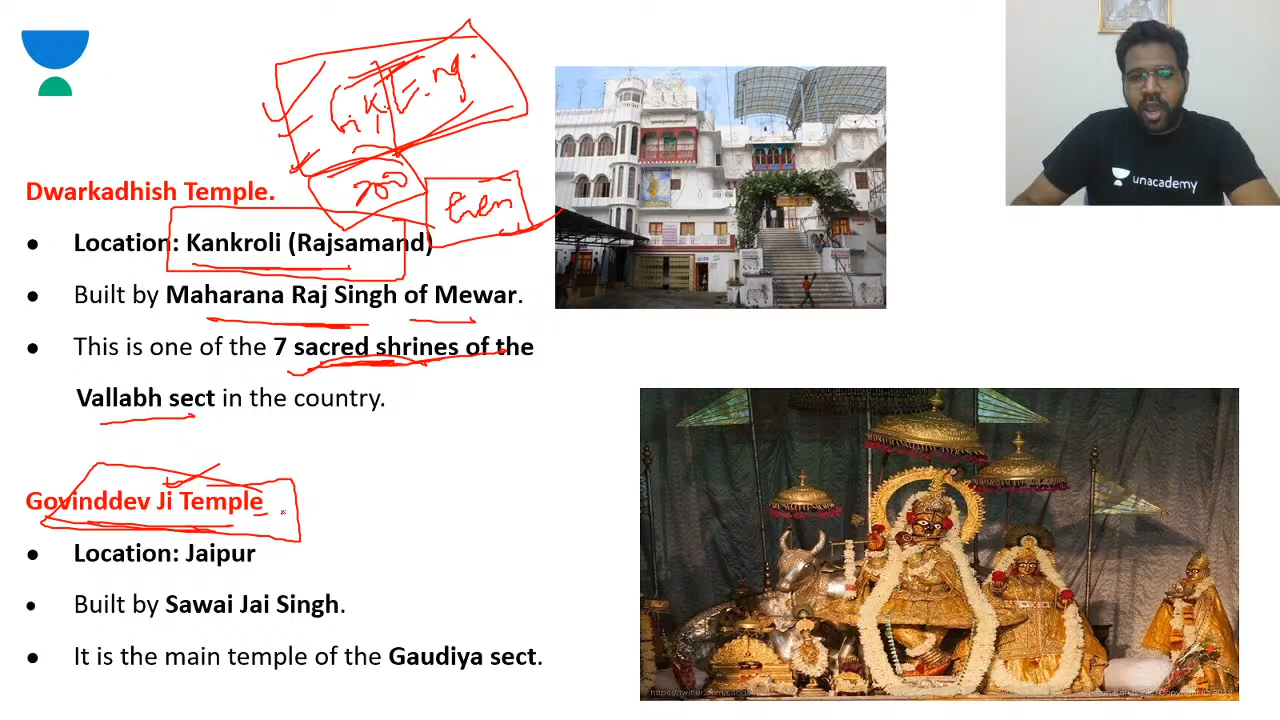 G.K. Eng.
200
Dwarkadhish Temple.
● Location: Kankroli (Rajsamand)
● Built by Maharana Raj Singh of Mewar.
● This is one of the 7 sacred shrines of the
Vallabh sect in the country.
Govinddev Ji Temple
● Location: Jaipur
● Built by Sawai Jai Singh.
● It is the main temple of the Gaudiya sect.
unacademy